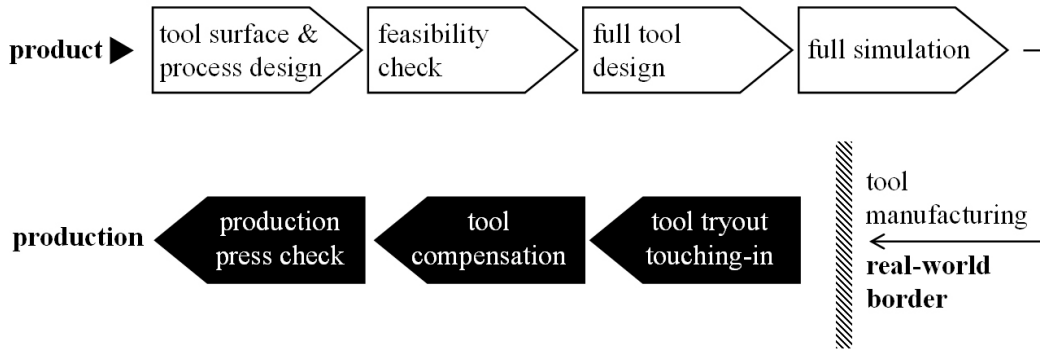 product
tool surface &
process design
feasibility
check
full tool
design
full simulation
production
production
press check
tool
compensation
tool tryout
touching-in
tool
manufacturing
real-world
border